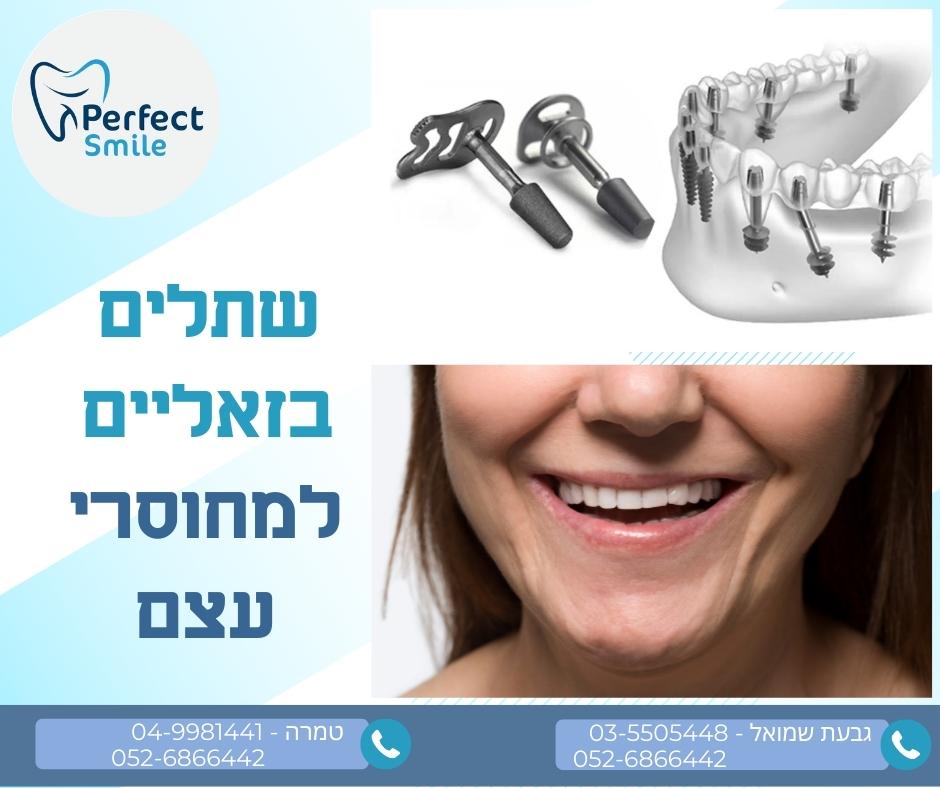 Perfect
Smile
שתלים
בזאליים
למחוסרי
עצם
גבעת שמואל - 03-5505448
052-6866442
טמרה - 04-9981441
052-6866442